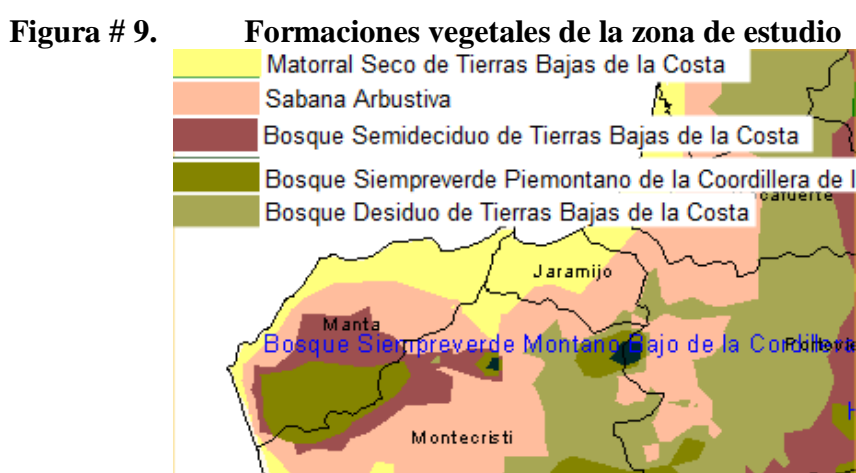 Figura # 9. Formaciones vegetales de la zona de estudio
Matorral Seco de Tierras Bajas de la Costa
Sabana Arbustiva
Bosque Semideciduo de Tierras Bajas de la Costa
Bosque Siempreverde Piemontano de la Coordillera de l
cafuerte
Bosque Desiduo de Tierras Bajas de la Costa
Jaramijo
Manta
Bosque Siempreverde Montano Bajo de la Cordillera
H
Montecristi